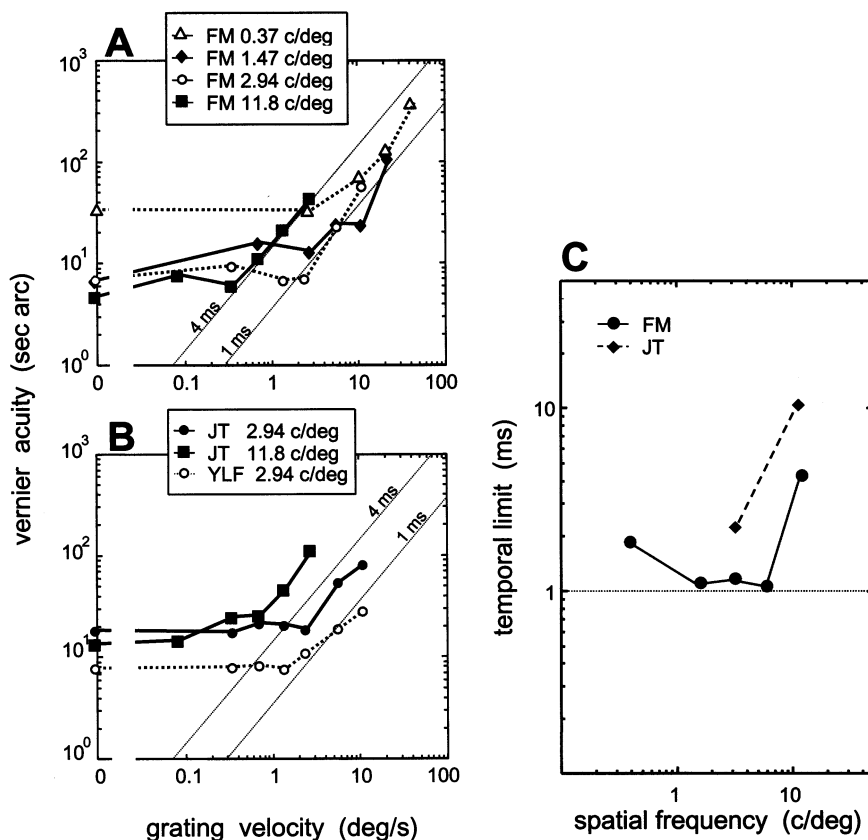 A
FM 0.37 c/deg
FM 1.47 c/deg
FM 2.94 c/deg
FM 11.8 c/deg
10³
10²
10¹
10⁰
4 ms
1 ms
0
0.1
1
10
100
B
JT 2.94 c/deg
JT 11.8 c/deg
YLF 2.94 c/deg
10³
10²
10¹
10⁰
4 ms
1 ms
0
0.1
1
10
100
vernier acuity (sec arc)
grating velocity (deg/s)
C
FM
JT
10
1
temporal limit (ms)
1
10
spatial frequency (c/deg)